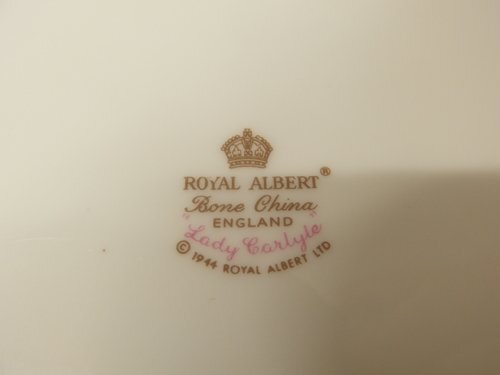 ROYAL ALBERT®
Bone China
ENGLAND
"Lady Carlyle"
© 1944 ROYAL ALBERT LTD